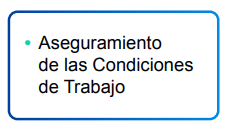 • Aseguramiento
de las Condiciones
de Trabajo